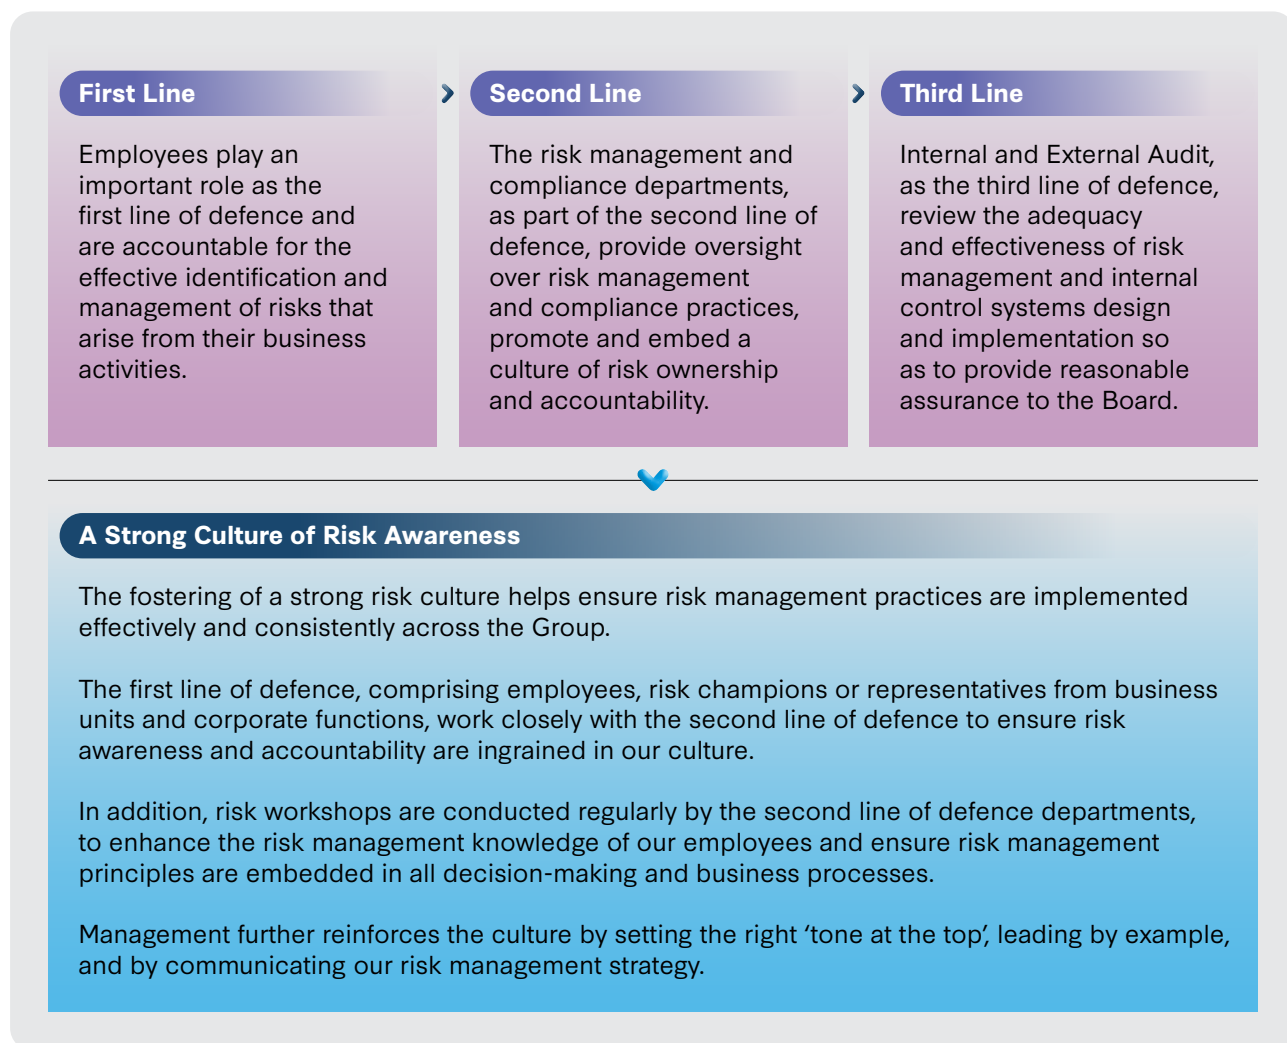 First Line
Employees play an
important role as the
first line of defence and
are accountable for the
effective identification and
management of risks that
arise from their business
activities.
Second Line
The risk management and
compliance departments,
as part of the second line of
defence, provide oversight
over risk management
and compliance practices,
promote and embed a
culture of risk ownership
and accountability.
Third Line
Internal and External Audit,
as the third line of defence,
review the adequacy
and effectiveness of risk
management and internal
control systems design
and implementation so
as to provide reasonable
assurance to the Board.
A Strong Culture of Risk Awareness
The fostering of a strong risk culture helps ensure risk management practices are implemented
effectively and consistently across the Group.
The first line of defence, comprising employees, risk champions or representatives from business
units and corporate functions, work closely with the second line of defence to ensure risk
awareness and accountability are ingrained in our culture.
In addition, risk workshops are conducted regularly by the second line of defence departments,
to enhance the risk management knowledge of our employees and ensure risk management
principles are embedded in all decision-making and business processes.
Management further reinforces the culture by setting the right ‘tone at the top’, leading by example,
and by communicating our risk management strategy.